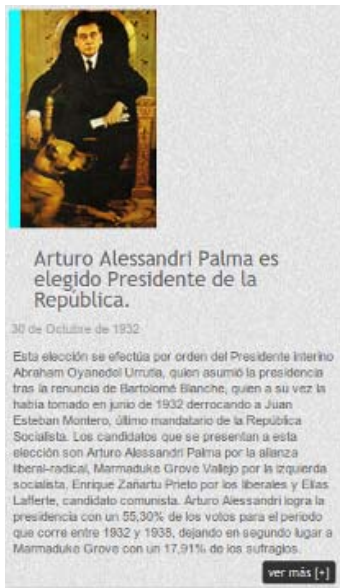 Arturo Alessandri Palma es
elegido Presidente de la
República.
30 de Octubre de 1932
Esta elección se efectúa por orden del Presidente interino
Abraham Oyanedel Urrutia, quien asumió la presidencia
tras la renuncia de Bartolomé Blanche, quien a su vez la
había tomado en junio de 1932 derrocando a Juan
Esteban Montero, último mandatario de la República
Socialista. Los candidatos que se presentan a esta
elección son Arturo Alessandri Palma por la alianza
liberal-radical, Marmaduke Grove Vallejo por la izquierda
socialista, Enrique Zañartu Prieto por los liberales y Elías
Lafferte, candidato comunista. Arturo Alessandri logra la
presidencia con un 55,30% de los votos para el periodo
que corre entre 1932 y 1938, dejando en segundo lugar a
Marmaduke Grove con un 17,91% de los sufragios.
ver más [+]